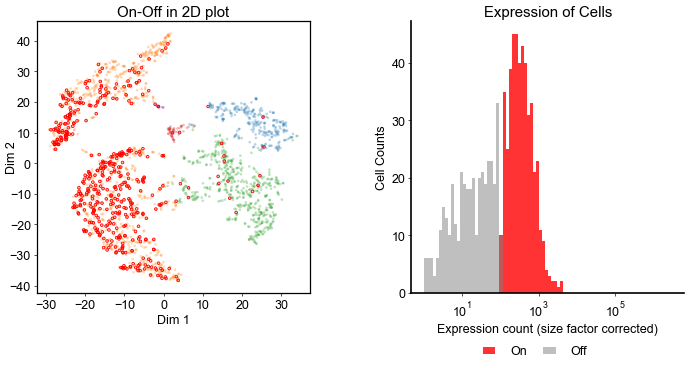 On-Off in 2D plot
40
30
20
10
0
−10
−20
−30
−40
Dim 2
−30 −20 −10 0 10 20 30
Dim 1
Expression of Cells
40
30
20
10
0
Cell Counts
10^1 10^3 10^5
Expression count (size factor corrected)
On Off